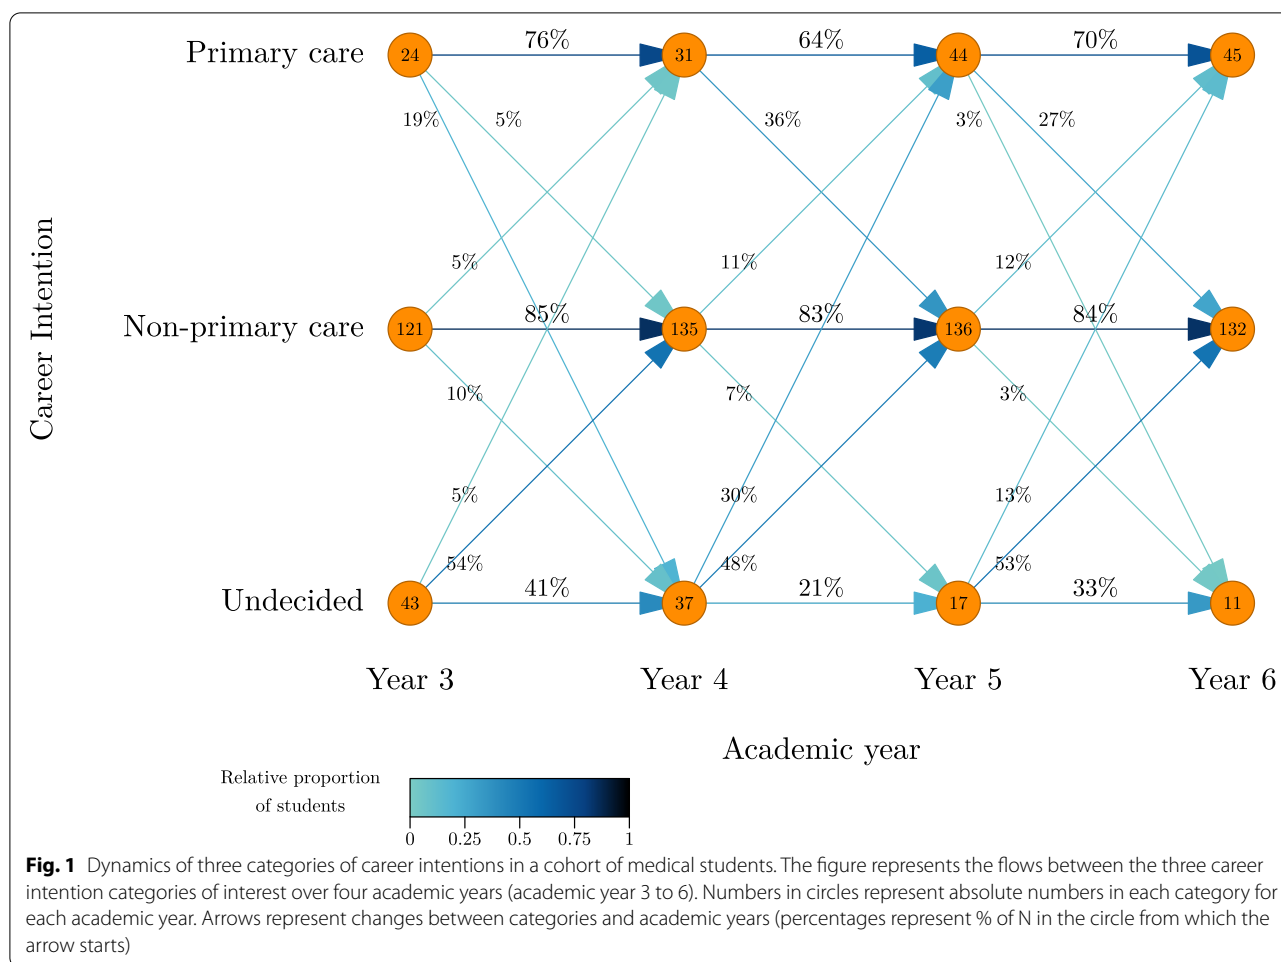 Primary care
24
76%
31
64%
44
70%
45
19%
5%
36%
3%
27%
Career Intention
5%
11%
12%
Non-primary care
121
85%
135
83%
136
84%
132
10%
7%
3%
5%
30%
13%
54%
48%
53%
Undecided
43
41%
37
21%
17
33%
11
Year 3
Year 4
Year 5
Year 6
Academic year
Relative proportion
of students
0
0.25
0.5
0.75
1
Fig. 1 Dynamics of three categories of career intentions in a cohort of medical students. The figure represents the flows between the three career
intention categories of interest over four academic years (academic year 3 to 6). Numbers in circles represent absolute numbers in each category for
each academic year. Arrows represent changes between categories and academic years (percentages represent % of N in the circle from which the
arrow starts)